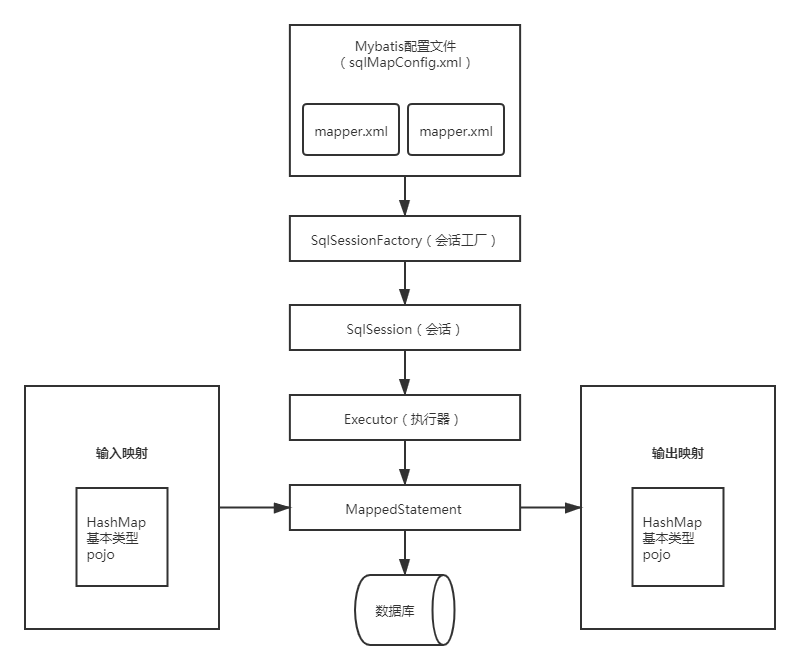 Mybatis配置文件
（sqlMapConfig.xml）
mapper.xml
mapper.xml
SqlSessionFactory（会话工厂）
SqlSession（会话）
Executor（执行器）
输入映射
HashMap
基本类型
pojo
MappedStatement
输出映射
HashMap
基本类型
pojo
数据库